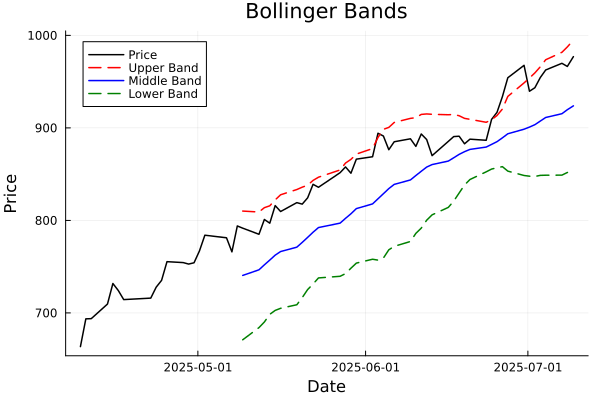 Bollinger Bands
1000
900
800
700
Price
Price
Upper Band
Middle Band
Lower Band
2025-05-01
2025-06-01
2025-07-01
Date